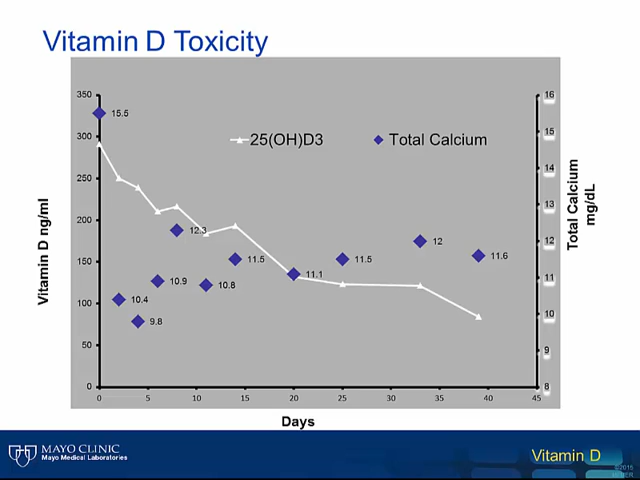 Vitamin D Toxicity
25(OH)D3
Total Calcium
350
300
250
200
150
100
50
0
Vitamin D ng/ml
16
15
14
13
12
11
10
9
8
Total Calcium
mg/dL
15.5
10.4
9.8
10.9
12.3
10.8
11.5
11.1
11.5
12
11.6
0 5 10 15 20 25 30 35 40 45
Days
MAYO CLINIC
Mayo Medical Laboratories
Vitamin D
©2015